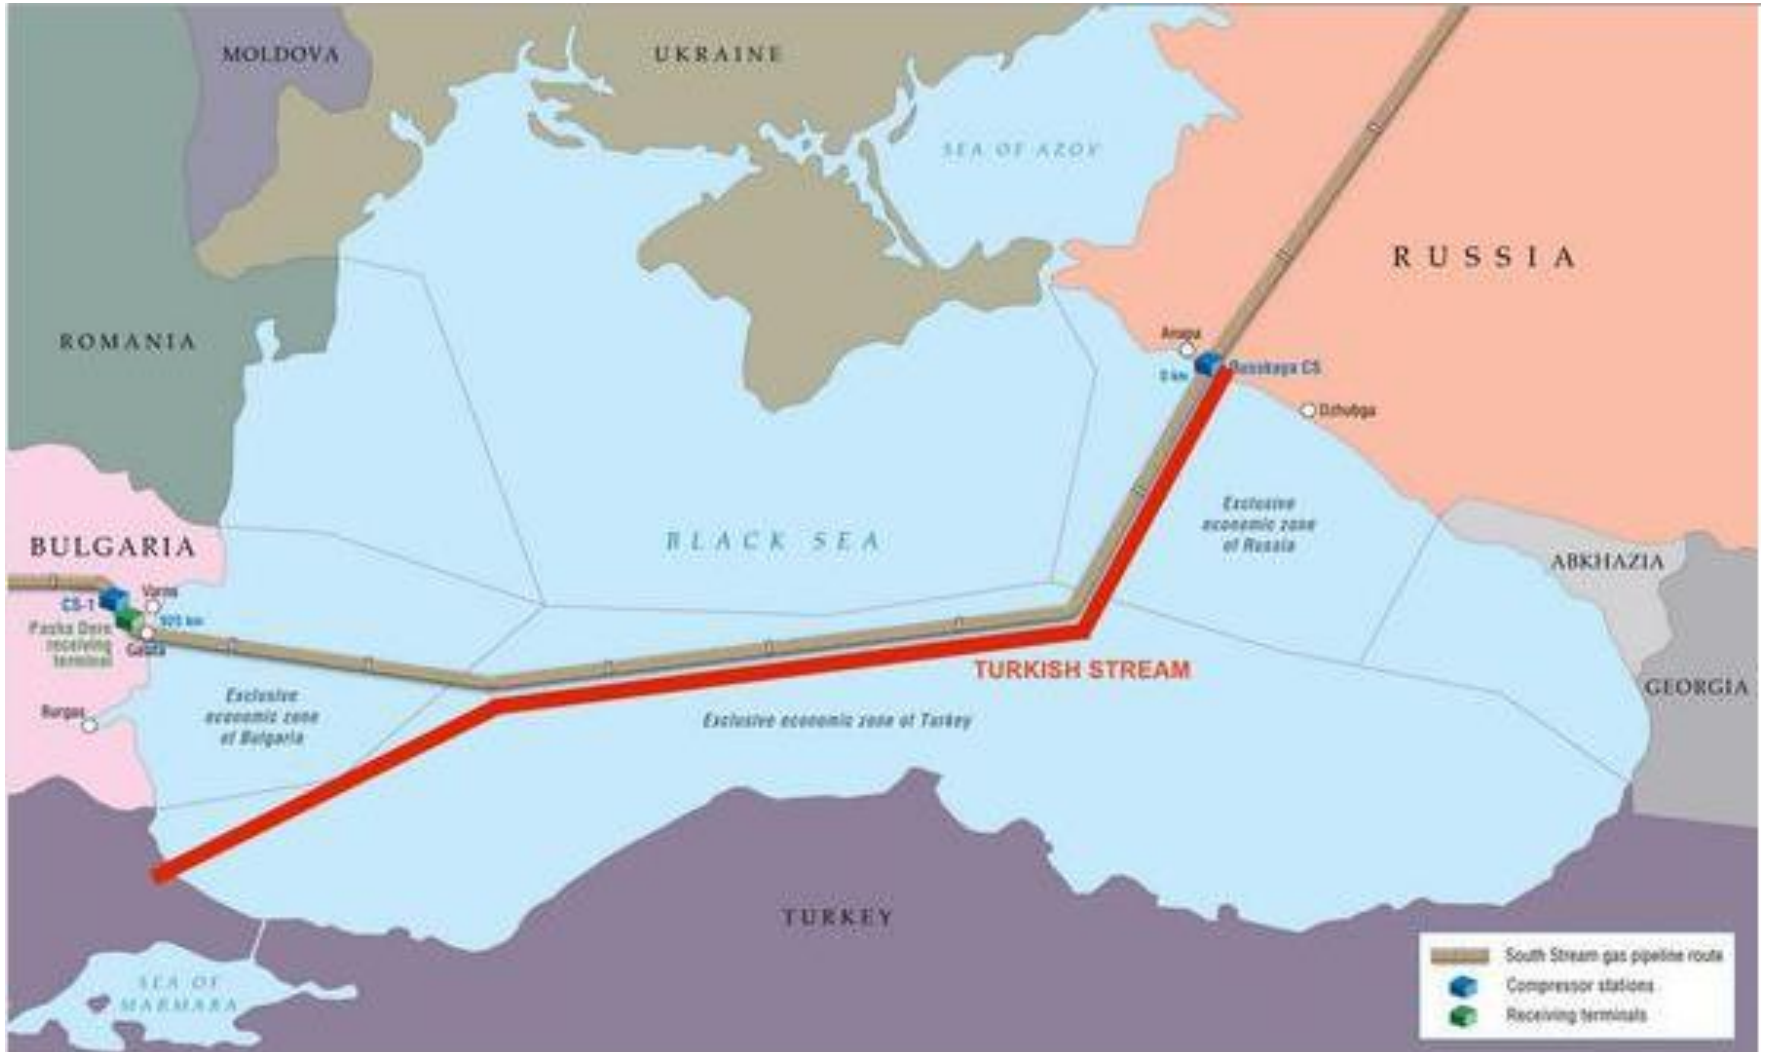 MOLDOVA
UKRAINE
SEA OF AZOV
RUSSIA
ROMANIA
Anapa
0 km
Russkaya CS
Dzhubga
BULGARIA
BLACK SEA
Exclusive
economic zone
of Russia
ABKHAZIA
CS-1
Varna
925 km
Pasha Dere
receiving
terminal
Galata
TURKISH STREAM
GEORGIA
Burgas
Exclusive
economic zone
of Bulgaria
Exclusive economic zone of Turkey
TURKEY
SEA OF
MARMARA
South Stream gas pipeline route
Compressor stations
Receiving terminals